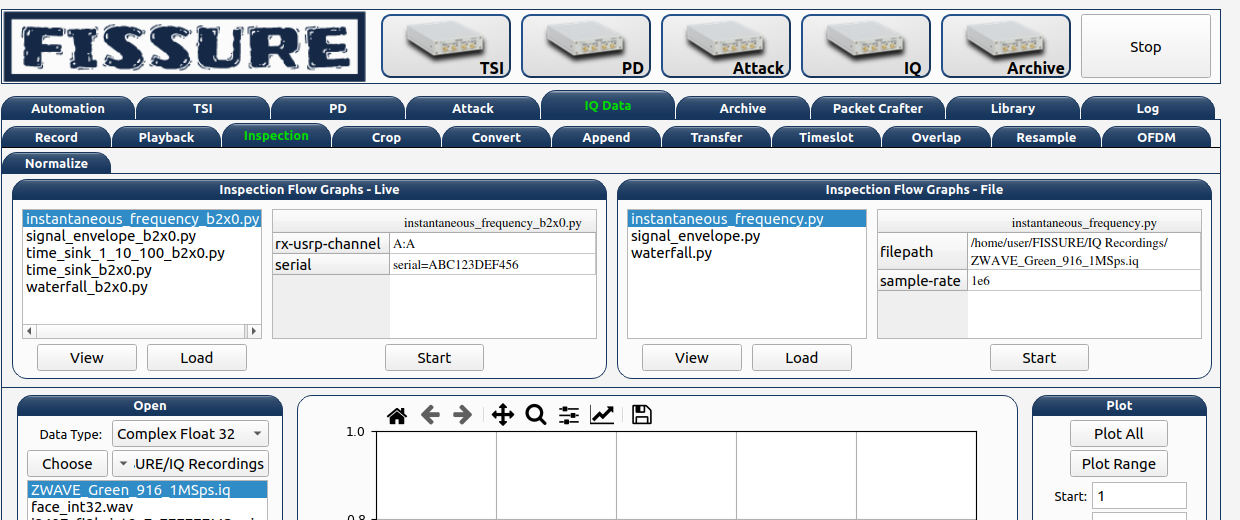 FISSURE
TSI
PD
Attack
IQ
Archive
Stop
Automation
TSI
PD
Attack
IQ Data
Archive
Packet Crafter
Library
Log
Record
Playback
Inspection
Crop
Convert
Append
Transfer
Timeslot
Overlap
Resample
OFDM
Normalize
Inspection Flow Graphs - Live
instantaneous_frequency_b2x0.py
signal_envelope_b2x0.py
time_sink_1_10_100_b2x0.py
time_sink_b2x0.py
waterfall_b2x0.py
instantaneous_frequency_b2x0.py
rx-usrp-channel A:A
serial serial=ABC123DEF456
View
Load
Start
Inspection Flow Graphs - File
instantaneous_frequency.py
signal_envelope.py
waterfall.py
instantaneous_frequency.py
filepath /home/user/FISSURE/IQ Recordings/
ZWAVE_Green_916_1MSps.iq
sample-rate 1e6
View
Load
Start
Open
Data Type: Complex Float 32
Choose
SURE/IQ Recordings
ZWAVE_Green_916_1MSps.iq
face_int32.wav
1.0
0.8
Plot
Plot All
Plot Range
Start: 1